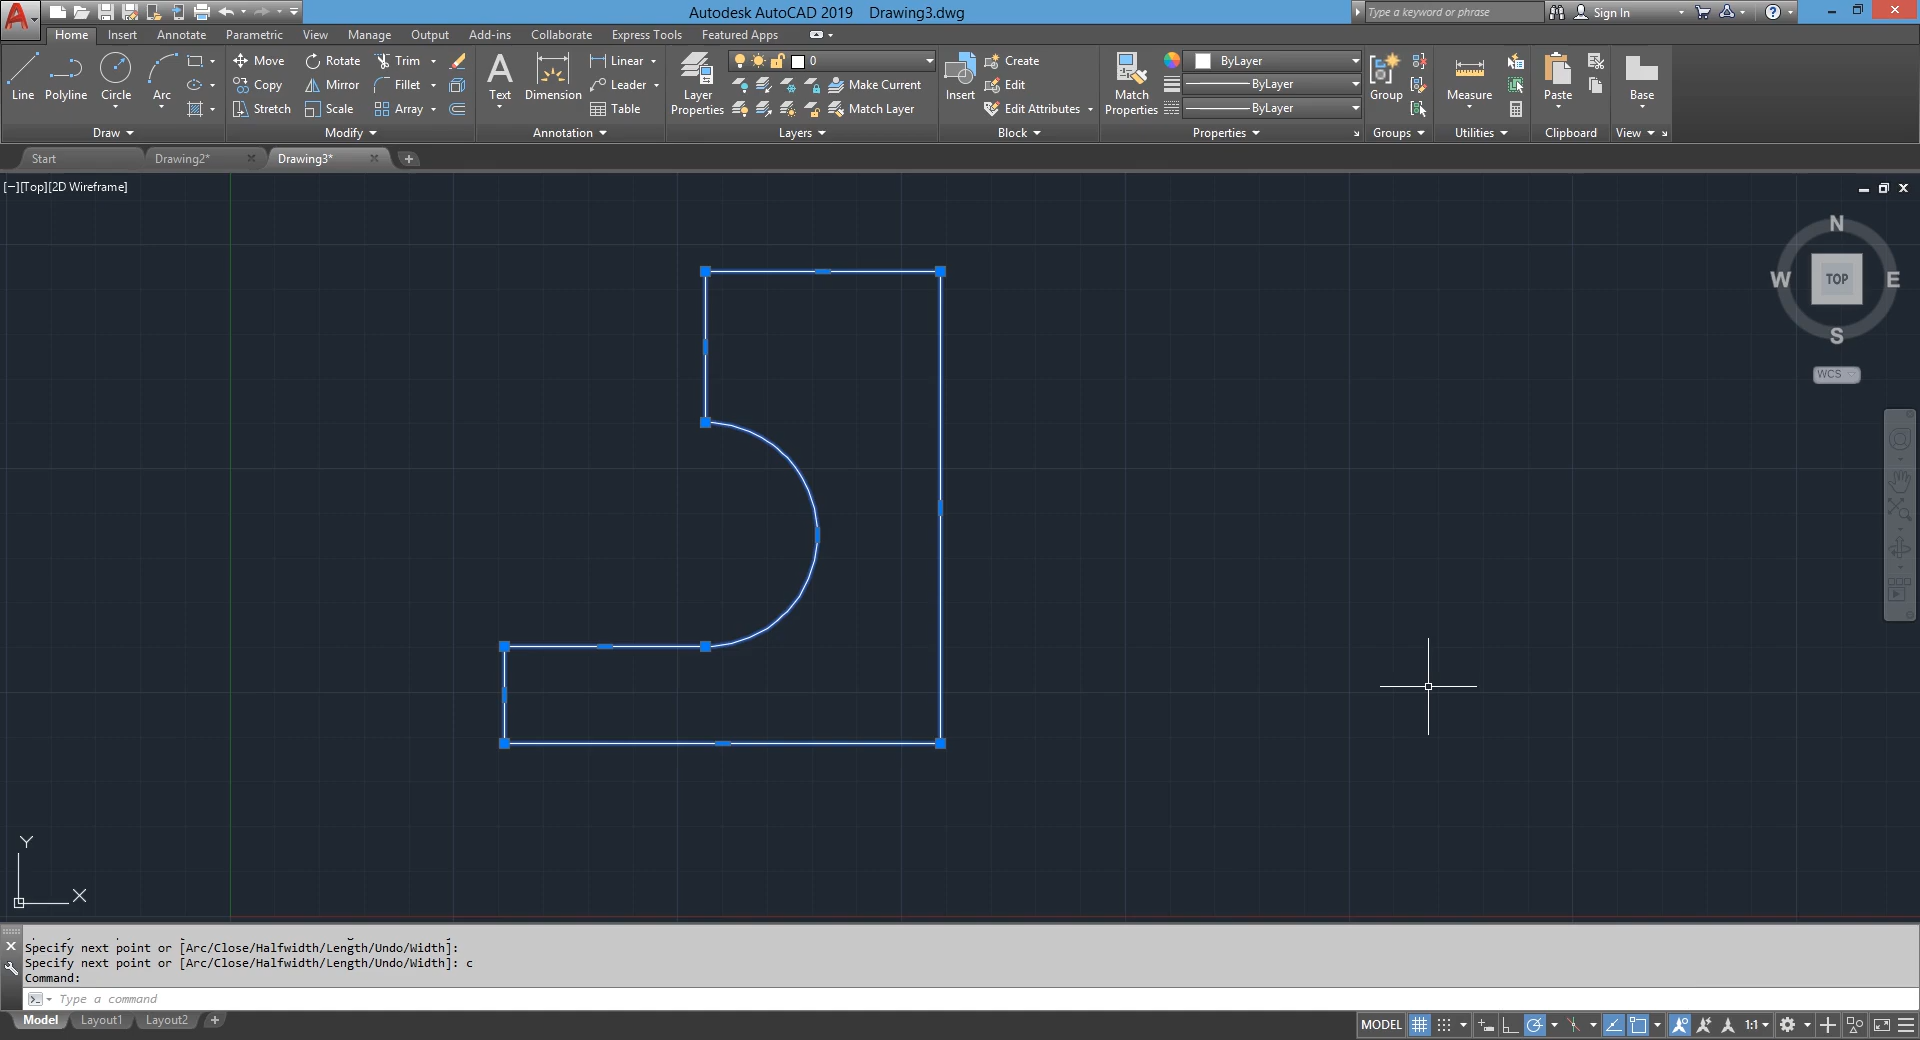 Autodesk AutoCAD 2019 Drawing3.dwg
Type a keyword or phrase
Sign In
Home Insert Annotate Parametric View Manage Output Add-ins Collaborate Express Tools Featured Apps
Line Polyline Circle Arc
Move Rotate Trim
Copy Mirror Fillet
Stretch Scale Array
Text Dimension
Linear
Leader
Table
Layer Properties
0
Make Current
Match Layer
Insert
Create
Edit
Edit Attributes
Match Properties
ByLayer
ByLayer
ByLayer
Group
Measure
Paste
Base
Draw Modify Annotation Layers Block Properties Groups Utilities Clipboard View
Start Drawing2* Drawing3*
[−][Top][2D Wireframe]
N
W TOP E
S
WCS
Y
X
Specify next point or [Arc/Close/Halfwidth/Length/Undo/Width]:
Specify next point or [Arc/Close/Halfwidth/Length/Undo/Width]: c
Command:
Type a command
Model Layout1 Layout2
MODEL 1:1